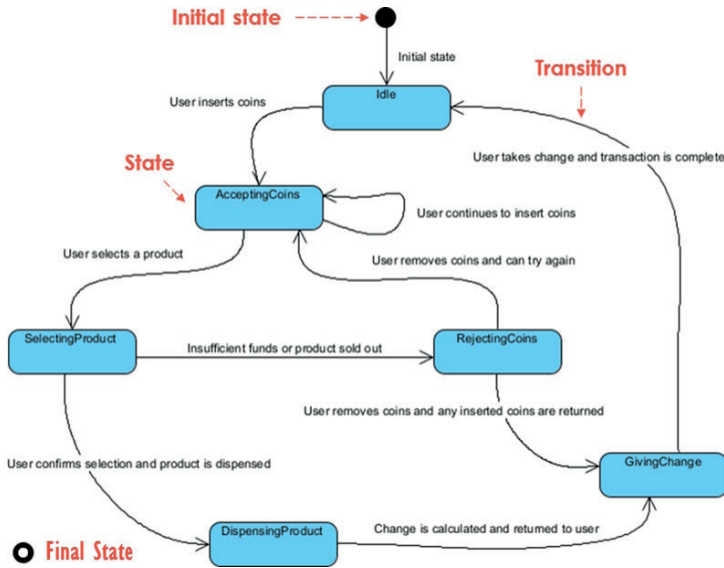 Initial state
Initial state
Transition
Idle
User inserts coins
User takes change and transaction is complete
State
AcceptingCoins
User continues to insert coins
User selects a product
User removes coins and can try again
SelectingProduct
Insufficient funds or product sold out
RejectingCoins
User removes coins and any inserted coins are returned
User confirms selection and product is dispensed
GivingChange
DispensingProduct
Change is calculated and returned to user
Final State